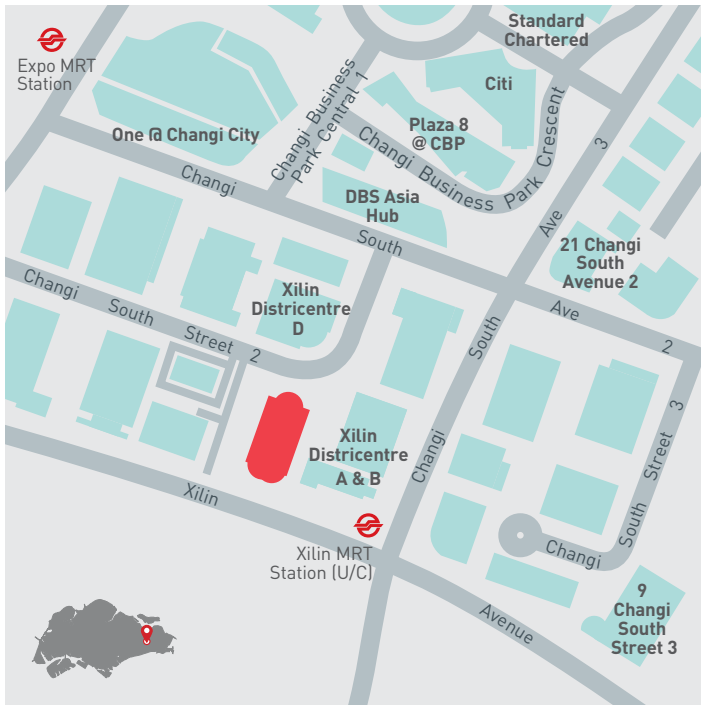 Standard
Chartered
Expo MRT
Station
Citi
Changi Business
Park Central 1
One @ Changi City
Plaza 8
@ CBP
Changi Business Park Crescent
DBS Asia
Hub
Changi South Ave 2
Changi South Ave 3
21 Changi
South
Avenue 2
Xilin
Districentre
D
Changi South Street 2
Xilin
Districentre
A & B
Changi South Street 3
Xilin Avenue
Xilin MRT
Station (U/C)
9
Changi
South
Street 3